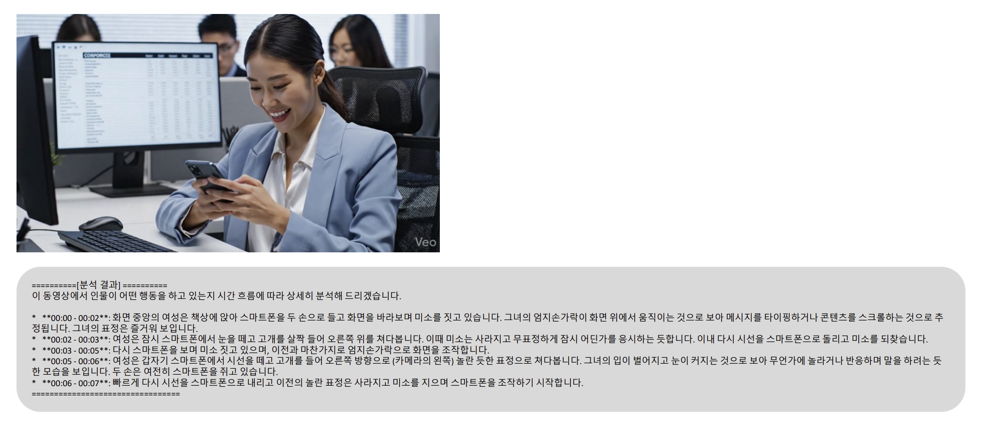 CORPORCCE
Veo
==========[분석 결과] ==========
이 동영상에서 인물이 어떤 행동을 하고 있는지 시간 흐름에 따라 상세히 분석해 드리겠습니다.
* **00:00 - 00:02**: 화면 중앙의 여성은 책상에 앉아 스마트폰을 두 손으로 들고 화면을 바라보며 미소를 짓고 있습니다. 그녀의 엄지손가락이 화면 위에서 움직이는 것으로 보아 메시지를 타이핑하거나 콘텐츠를 스크롤하는 것으로 추
정됩니다. 그녀의 표정은 즐거워 보입니다.
* **00:02 - 00:03**: 여성은 잠시 스마트폰에서 눈을 떼고 고개를 살짝 들어 오른쪽 위를 쳐다봅니다. 이때 미소는 사라지고 무표정하게 잠시 어딘가를 응시하는 듯합니다. 이내 다시 시선을 스마트폰으로 돌리고 미소를 되찾습니다.
* **00:03 - 00:05**: 다시 스마트폰을 보며 미소 짓고 있으며, 이전과 마찬가지로 엄지손가락으로 화면을 조작합니다.
* **00:05 - 00:06**: 여성은 갑자기 스마트폰에서 시선을 떼고 고개를 들어 오른쪽 방향으로 (카메라의 왼쪽) 놀란 듯한 표정으로 쳐다봅니다. 그녀의 입이 벌어지고 눈이 커지는 것으로 보아 무언가에 놀라거나 반응하며 말을 하려는 듯
한 모습을 보입니다. 두 손은 여전히 스마트폰을 쥐고 있습니다.
* **00:06 - 00:07**: 빠르게 다시 시선을 스마트폰으로 내리고 이전의 놀란 표정은 사라지고 미소를 지으며 스마트폰을 조작하기 시작합니다.
=================================